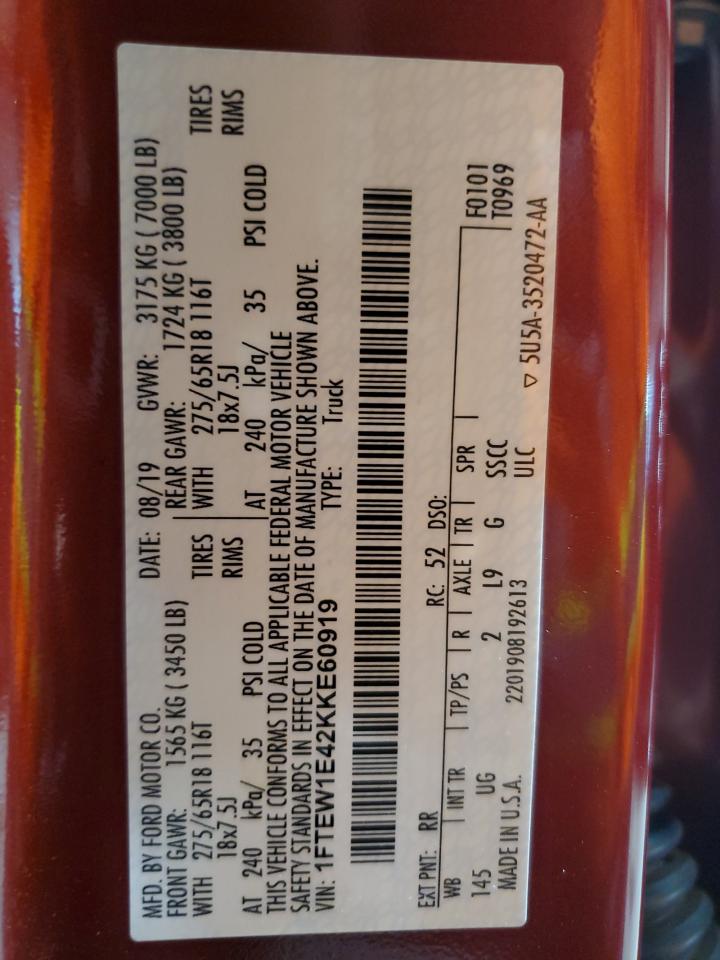 MFD. BY FORD MOTOR CO.
DATE: 08/19 GVWR: 3175 KG ( 7000 LB)
FRONT GAWR: 1565 KG ( 3450 LB)
REAR GAWR: 1724 KG ( 3800 LB)
WITH 275/65R18 116T TIRES
18x7.5J RIMS
WITH 275/65R18 116T TIRES
18x7.5J RIMS
AT 240 kPa/ 35 PSI COLD
AT 240 kPa/ 35 PSI COLD
THIS VEHICLE CONFORMS TO ALL APPLICABLE FEDERAL MOTOR VEHICLE
SAFETY STANDARDS IN EFFECT ON THE DATE OF MANUFACTURE SHOWN ABOVE.
VIN: 1FTEW1E42KKE60919 TYPE: Truck
EXT PNT: RR RC: 52 DSO:
WB INT TR TP/PS R AXLE TR SPR F0101
145 UG 2 L9 G SSCC T0969
ULC
MADE IN U.S.A. 2201908192613 ▽ 5U5A-3520472-AA